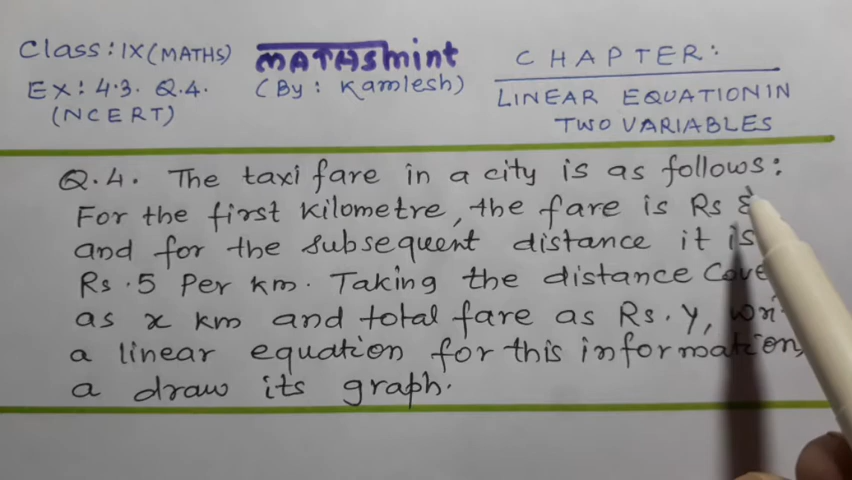 Class: IX (MATHS)
EX: 4.3. Q.4.
(NCERT)
MATHSmint
(By: Kamlesh)
CHAPTER:
LINEAR EQUATION IN
TWO VARIABLES
Q.4. The taxi fare in a city is as follows:
For the first kilometre, the fare is Rs
and for the subsequent distance it is
Rs.5 Per km. Taking the distance
as x km and total fare as Rs. y,
a linear equation for this information,
a draw its graph.